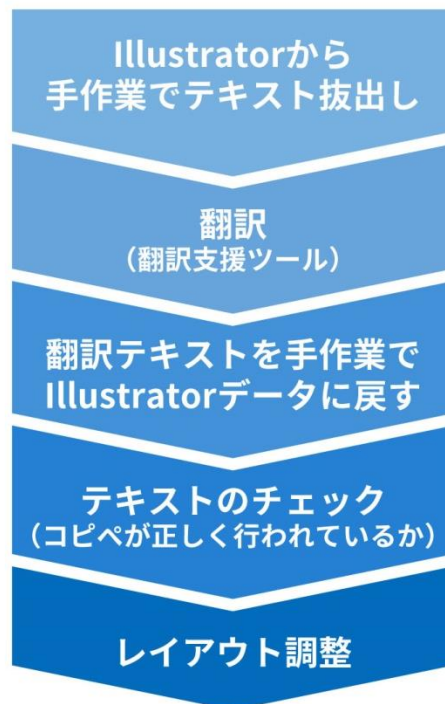 Illustratorから
手作業でテキスト抜出し
翻訳
（翻訳支援ツール）
翻訳テキストを手作業で
Illustratorデータに戻す
テキストのチェック
（コピペが正しく行われているか）
レイアウト調整